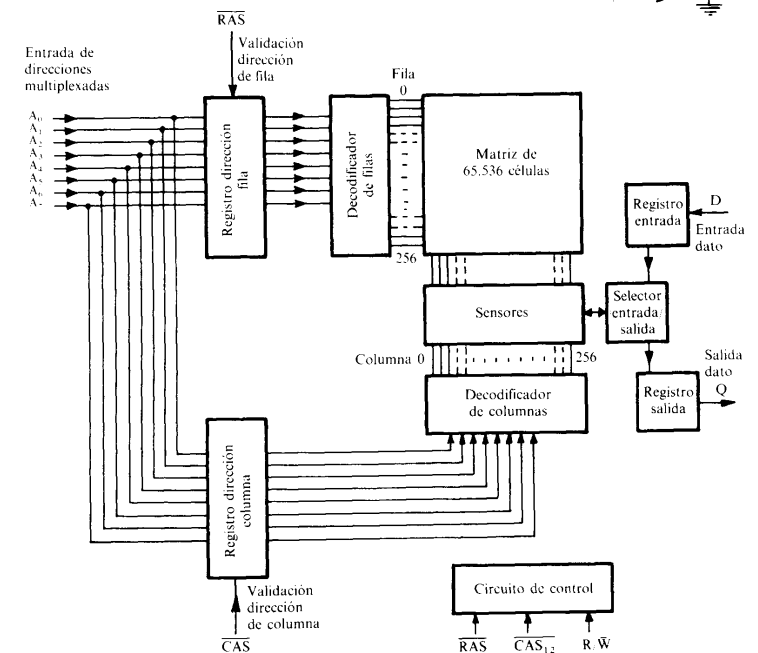 RAS
Validación
dirección
de fila
Entrada de
direcciones
multiplexadas
A₀
A₁
A₂
A₃
A₄
A₅
A₆
A₇
Registro dirección
fila
Decodificador
de filas
Fila
0
256
Matriz de
65.536 células
Registro
entrada
D
Entrada
dato
Sensores
Selector
entrada/
salida
Columna 0
256
Salida
dato
Q
Registro
salida
Decodificador
de columnas
Registro dirección
columna
Validación
dirección
de columna
CAS
Circuito de control
RAS
CAS₁,₂
R/W